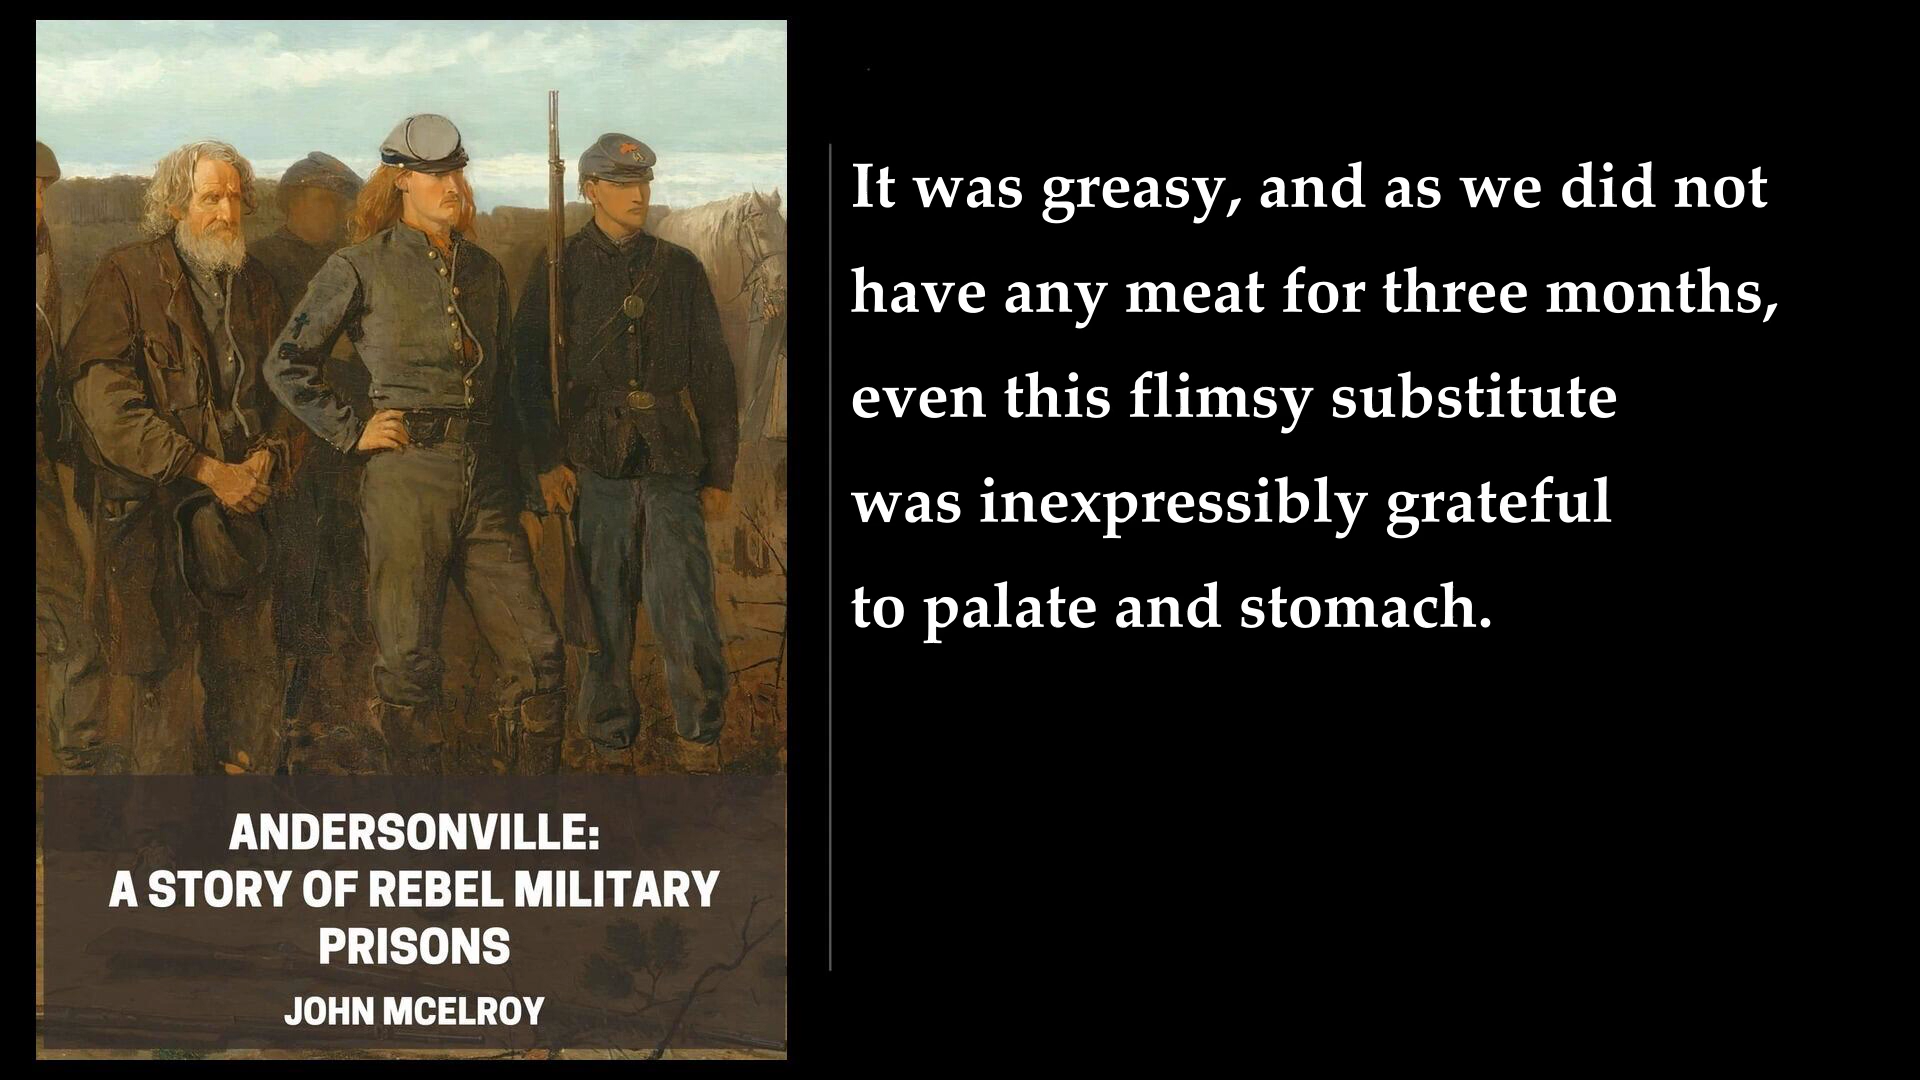 It was greasy, and as we did not
have any meat for three months,
even this flimsy substitute
was inexpressibly grateful
to palate and stomach.
ANDERSONVILLE:
A STORY OF REBEL MILITARY
PRISONS
JOHN MCELROY